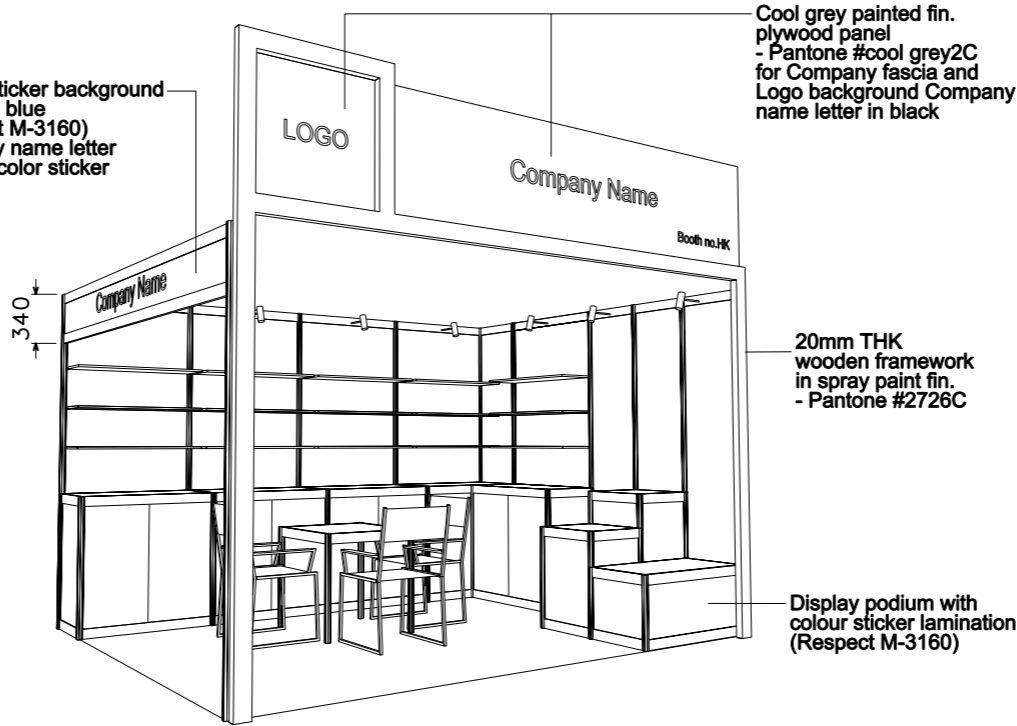 Cool grey painted fin.
plywood panel
- Pantone #cool grey2C
for Company fascia and
Logo background Company
name letter in black
ticker background
blue
M-3160)
name letter
color sticker
LOGO
Company Name
Booth no.HK
Company Name
340
20mm THK
wooden framework
in spray paint fin.
- Pantone #2726C
Display podium with
colour sticker lamination
(Respect M-3160)